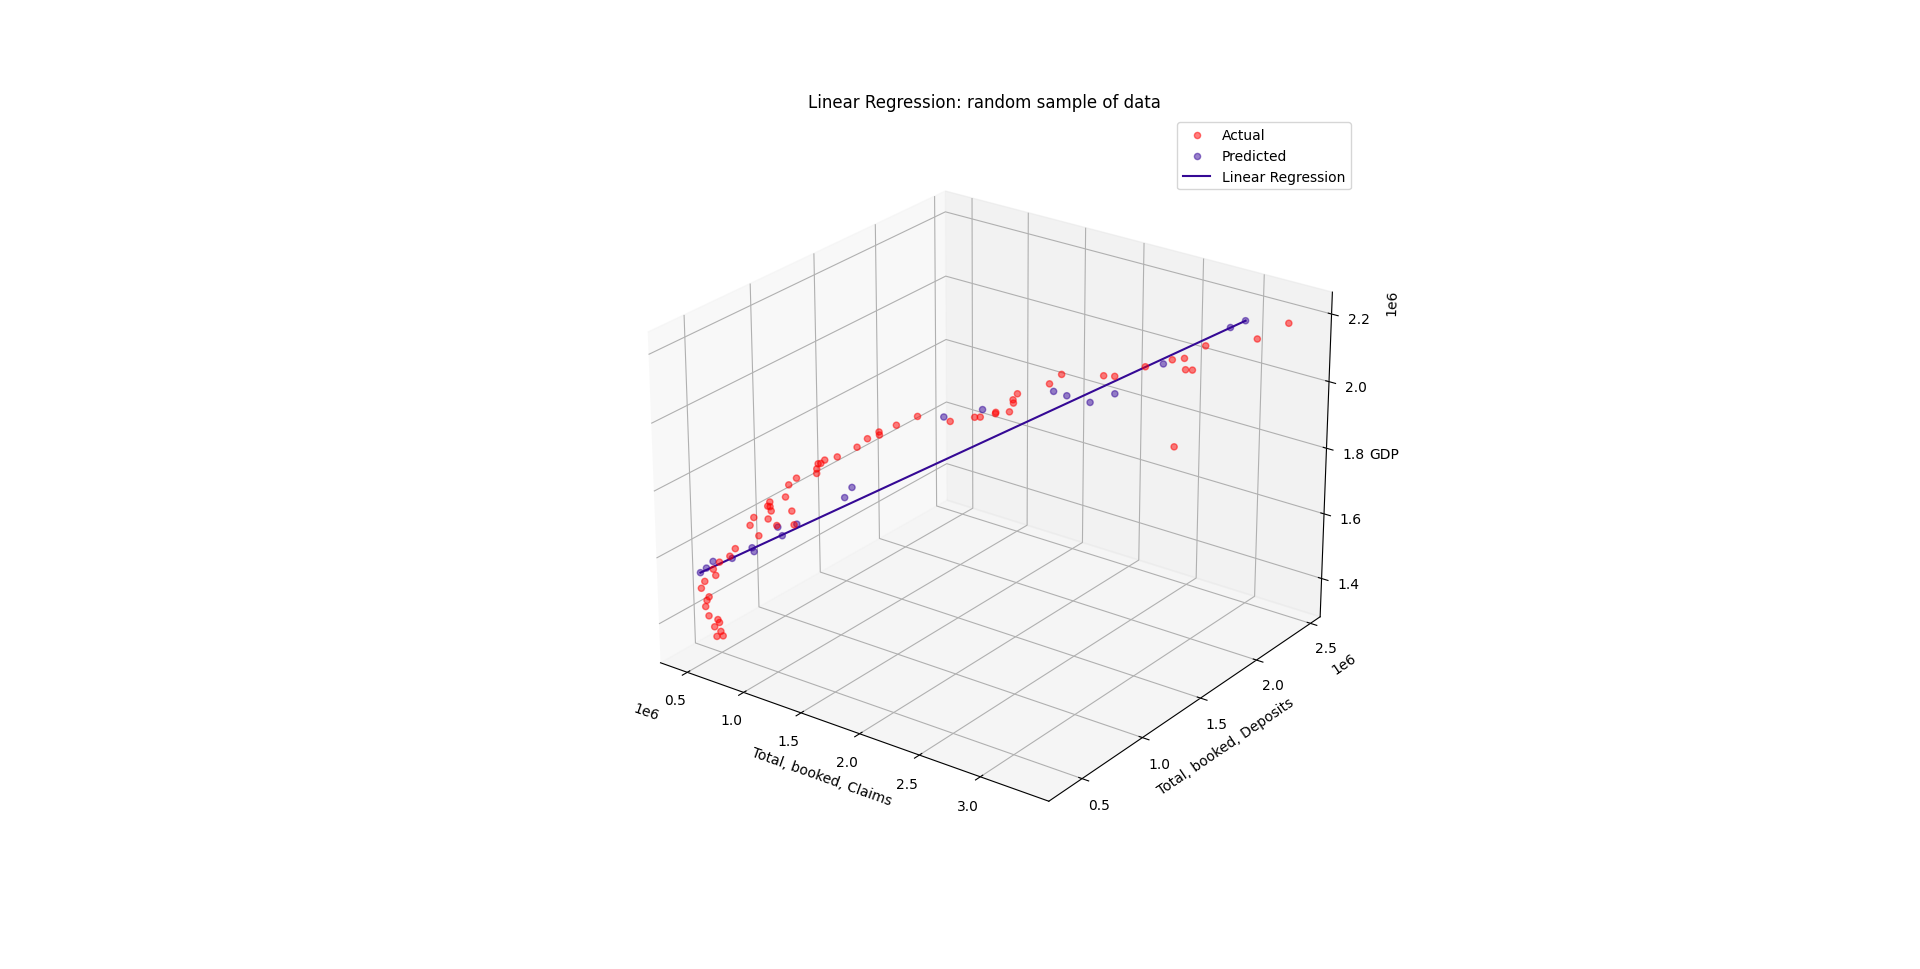 Linear Regression: random sample of data
Actual
Predicted
Linear Regression
1e6
2.2
2.0
1.8
GDP
1.6
1.4
2.5
1e6
2.0
Total, booked, Deposits
1.5
1.0
0.5
0.5
1e6
1.0
1.5
2.0
Total, booked, Claims
2.5
3.0